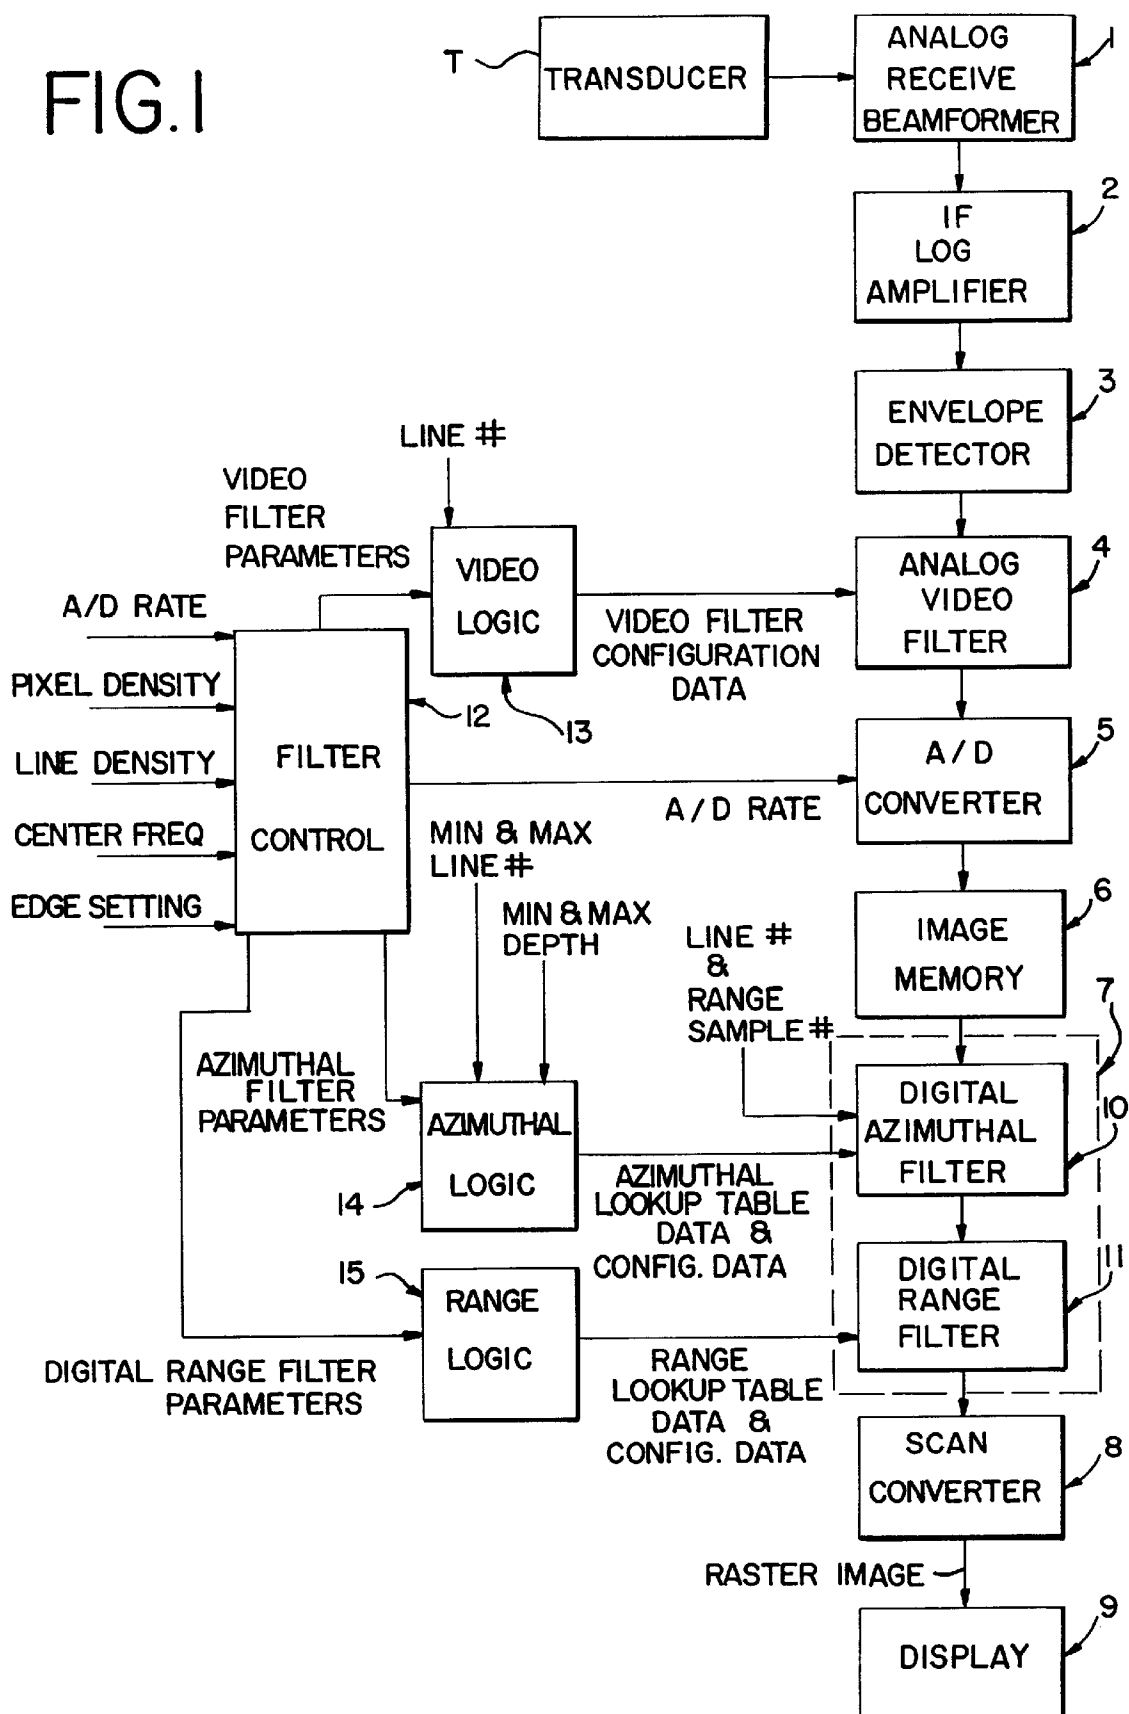 FIG. 1
T
TRANSDUCER
ANALOG
RECEIVE
BEAMFORMER
1
IF
LOG
AMPLIFIER
2
ENVELOPE
DETECTOR
3
LINE #
VIDEO
FILTER
PARAMETERS
VIDEO
LOGIC
13
VIDEO FILTER
CONFIGURATION
DATA
ANALOG
VIDEO
FILTER
4
A/D RATE
PIXEL DENSITY
LINE DENSITY
CENTER FREQ
EDGE SETTING
FILTER
CONTROL
12
A/D RATE
A/D
CONVERTER
5
MIN & MAX
LINE #
MIN & MAX
DEPTH
LINE #
&
RANGE
SAMPLE #
IMAGE
MEMORY
6
7
AZIMUTHAL
FILTER
PARAMETERS
AZIMUTHAL
LOGIC
14
AZIMUTHAL
LOOKUP TABLE
DATA &
CONFIG. DATA
DIGITAL
AZIMUTHAL
FILTER
10
15
RANGE
LOGIC
DIGITAL RANGE FILTER
PARAMETERS
RANGE
LOOKUP TABLE
DATA &
CONFIG. DATA
DIGITAL
RANGE
FILTER
11
SCAN
CONVERTER
8
RASTER IMAGE
DISPLAY
9